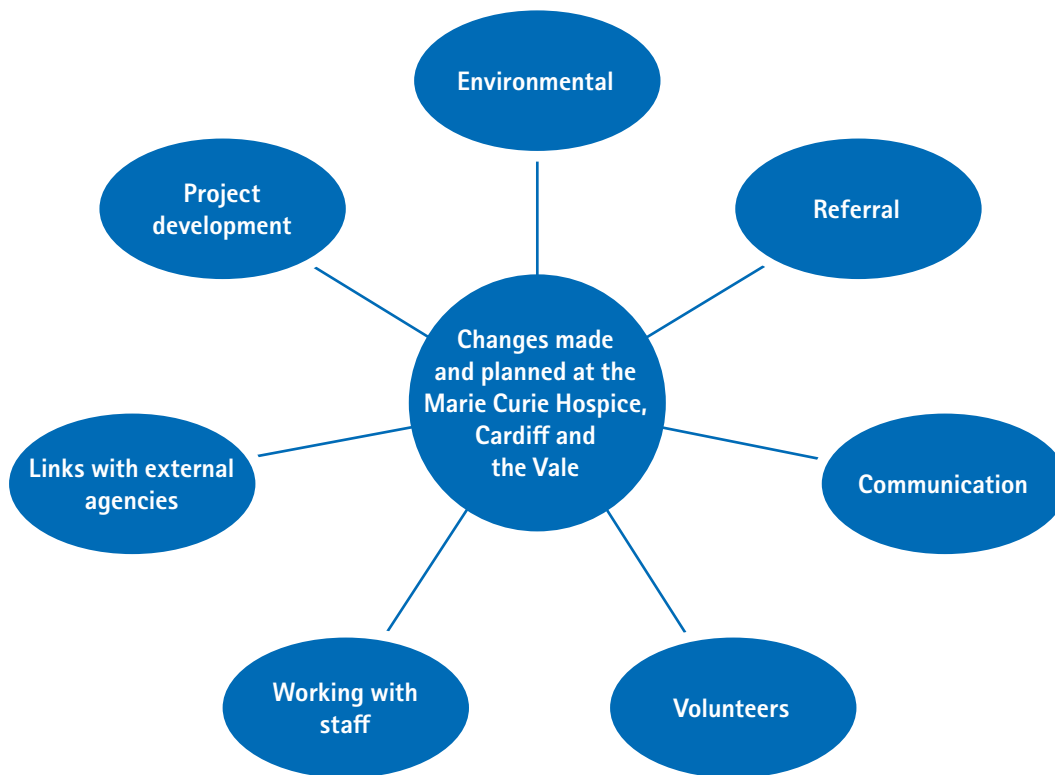 Environmental
Project
development
Referral
Changes made
and planned at the
Marie Curie Hospice,
Cardiff and
the Vale
Links with external
agencies
Communication
Working with
staff
Volunteers